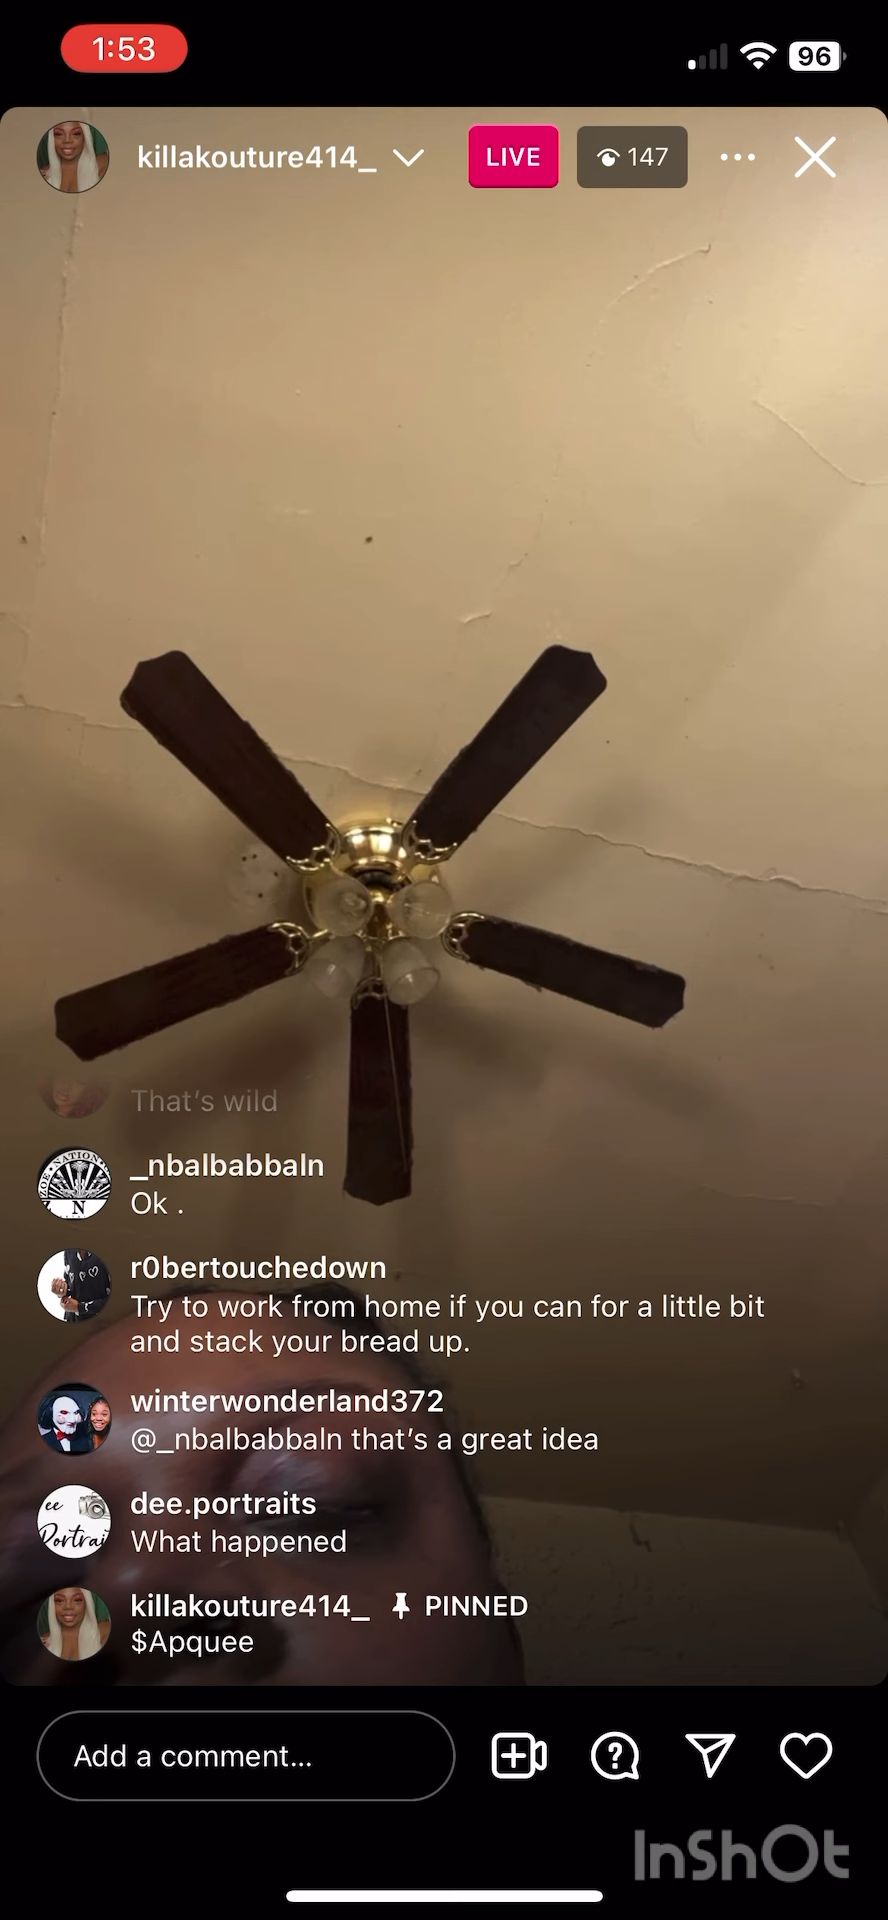 1:53
96
killakouture414_
LIVE
147
That's wild
_nbalbabbaln
Ok .
r0bertouchedown
Try to work from home if you can for a little bit
and stack your bread up.
winterwonderland372
@_nbalbabbaln that's a great idea
dee.portraits
What happened
killakouture414_ PINNED
$Apquee
Add a comment...
InShOt